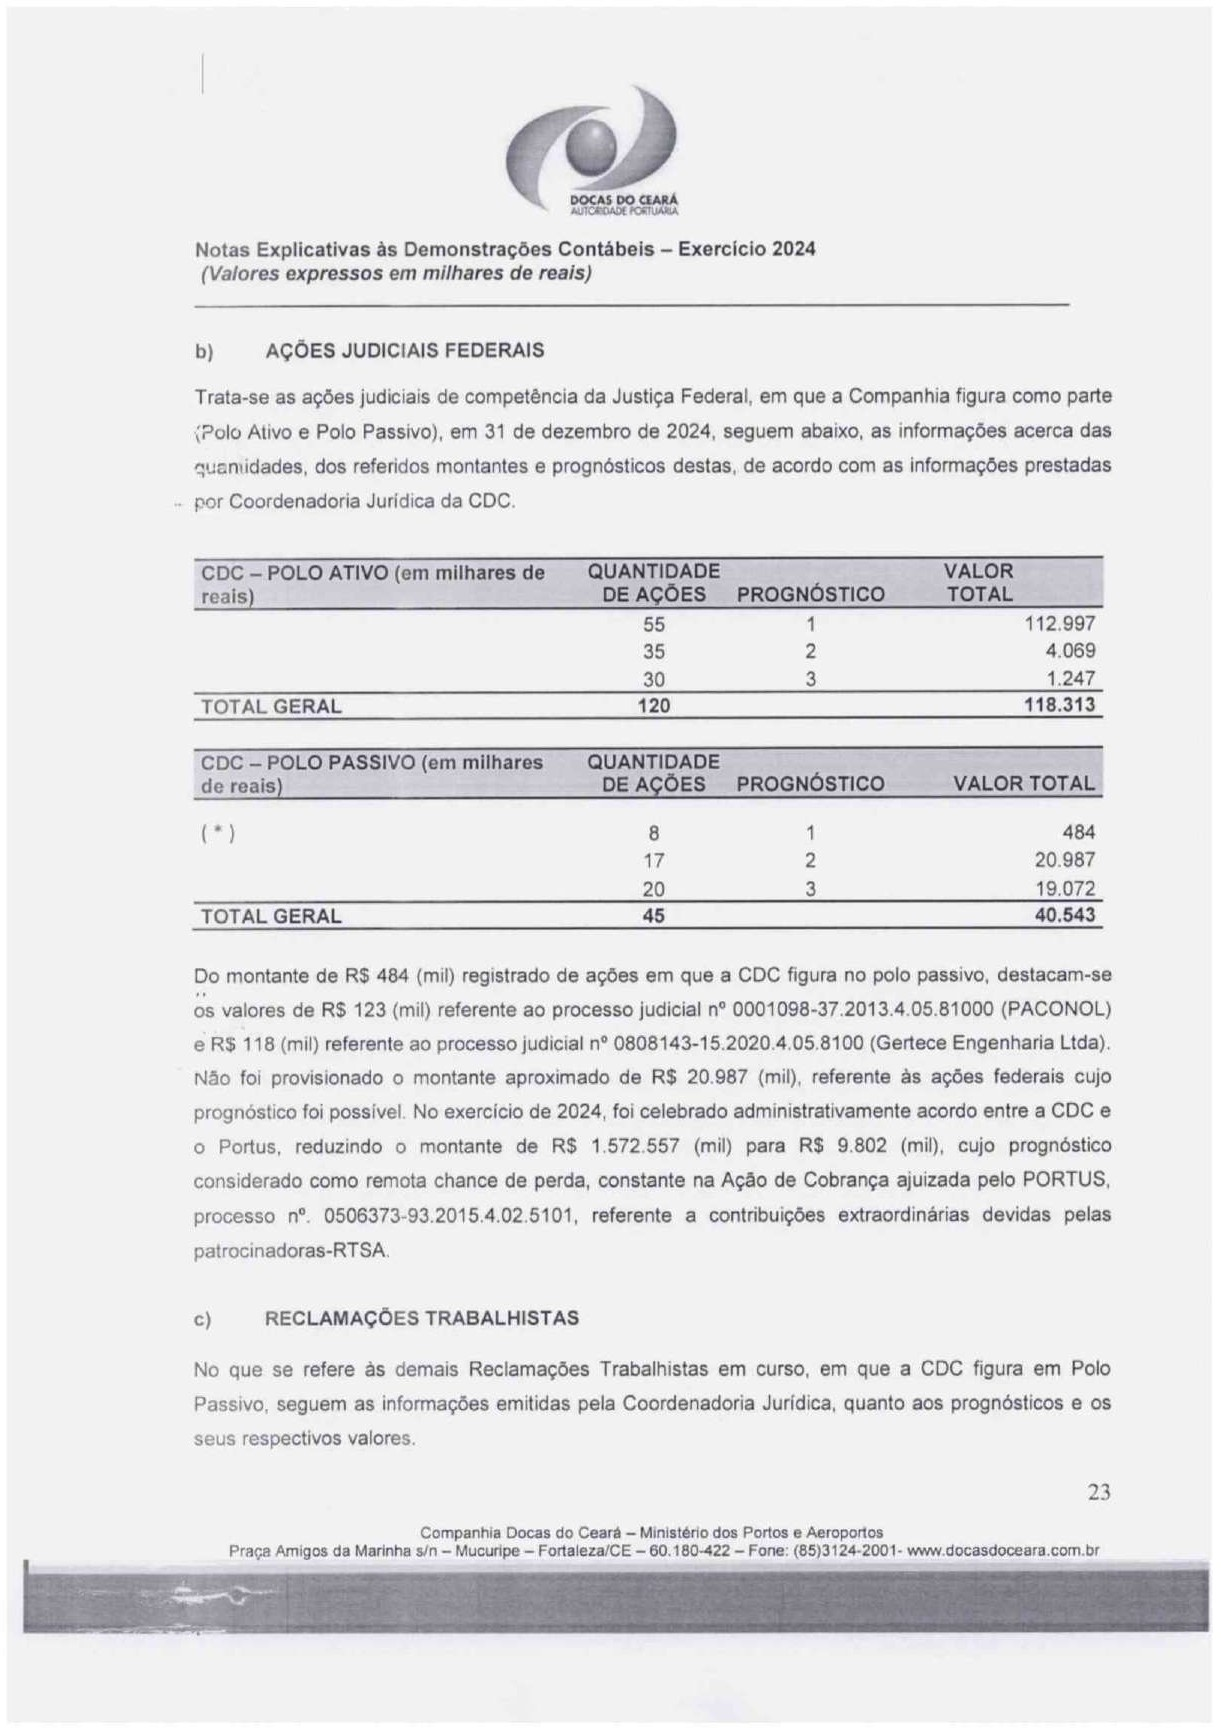 DOCAS DO CEARÁ
AUTORIDADE PORTUÁRIA
Notas Explicativas às Demonstrações Contábeis – Exercício 2024
(Valores expressos em milhares de reais)
b) AÇÕES JUDICIAIS FEDERAIS
Trata-se as ações judiciais de competência da Justiça Federal, em que a Companhia figura como parte
(Polo Ativo e Polo Passivo), em 31 de dezembro de 2024, seguem abaixo, as informações acerca das
quantidades, dos referidos montantes e prognósticos destas, de acordo com as informações prestadas
por Coordenadoria Jurídica da CDC.
CDC – POLO ATIVO (em milhares de reais) QUANTIDADE DE AÇÕES PROGNÓSTICO VALOR TOTAL
55 1 112.997
35 2 4.069
30 3 1.247
TOTAL GERAL 120 118.313
CDC – POLO PASSIVO (em milhares de reais) QUANTIDADE DE AÇÕES PROGNÓSTICO VALOR TOTAL
(*) 8 1 484
17 2 20.987
20 3 19.072
TOTAL GERAL 45 40.543
Do montante de R$ 484 (mil) registrado de ações em que a CDC figura no polo passivo, destacam-se
os valores de R$ 123 (mil) referente ao processo judicial nº 0001098-37.2013.4.05.81000 (PACONOL)
e R$ 118 (mil) referente ao processo judicial nº 0808143-15.2020.4.05.8100 (Gertece Engenharia Ltda).
Não foi provisionado o montante aproximado de R$ 20.987 (mil), referente às ações federais cujo
prognóstico foi possível. No exercício de 2024, foi celebrado administrativamente acordo entre a CDC e
o Portus, reduzindo o montante de R$ 1.572.557 (mil) para R$ 9.802 (mil), cujo prognóstico
considerado como remota chance de perda, constante na Ação de Cobrança ajuizada pelo PORTUS,
processo nº. 0506373-93.2015.4.02.5101, referente a contribuições extraordinárias devidas pelas
patrocinadoras-RTSA.
c) RECLAMAÇÕES TRABALHISTAS
No que se refere às demais Reclamações Trabalhistas em curso, em que a CDC figura em Polo
Passivo, seguem as informações emitidas pela Coordenadoria Jurídica, quanto aos prognósticos e os
seus respectivos valores.
23
Companhia Docas do Ceará – Ministério dos Portos e Aeroportos
Praça Amigos da Marinha s/n – Mucuripe – Fortaleza/CE – 60.180-422 – Fone: (85)3124-2001- www.docasdoceara.com.br